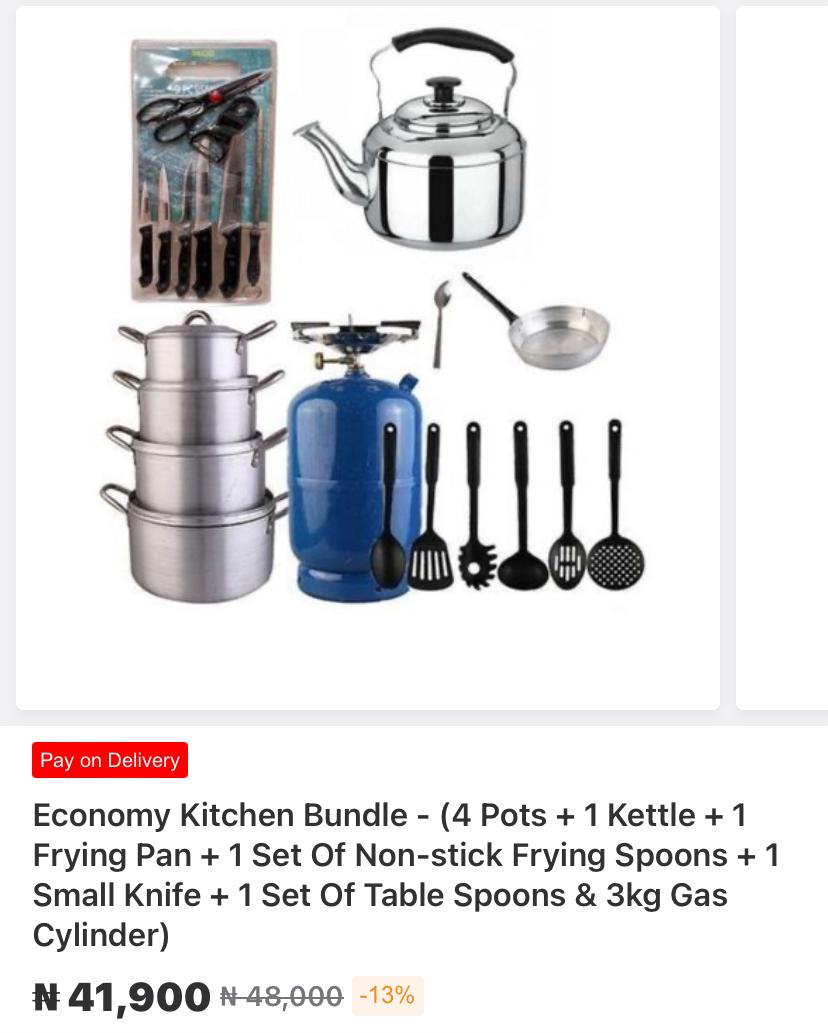 Pay on Delivery
Economy Kitchen Bundle - (4 Pots + 1 Kettle + 1
Frying Pan + 1 Set Of Non-stick Frying Spoons + 1
Small Knife + 1 Set Of Table Spoons & 3kg Gas
Cylinder)
₦ 41,900 ₦ 48,000 -13%